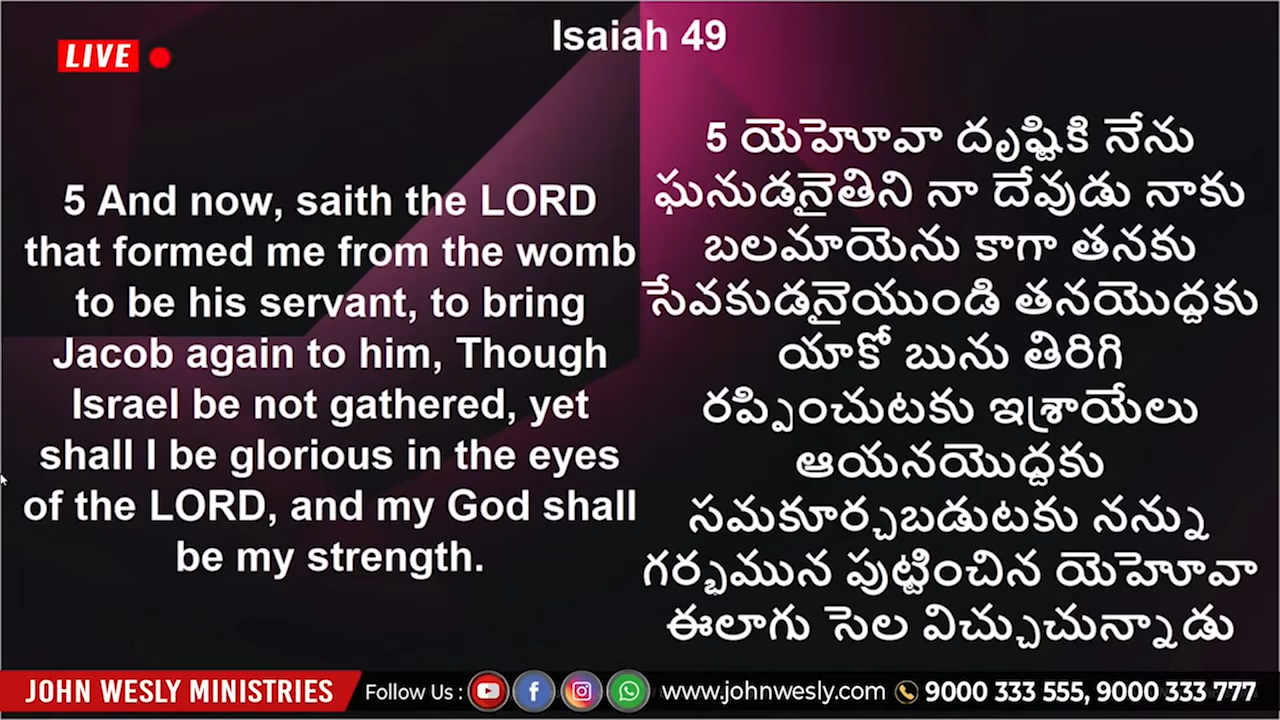 Isaiah 49
LIVE
5 And now, saith the LORD
that formed me from the womb
to be his servant, to bring
Jacob again to him, Though
Israel be not gathered, yet
shall I be glorious in the eyes
of the LORD, and my God shall
be my strength.
5 యెహెూవా దృష్టికి నేను
ఘనుడనైతిని నా దేవుడు నాకు
బలమాయెను కాగా తనకు
సేవకుడనైయుండి తనయొద్దకు
యాకో బును తిరిగి
రప్పించుటకు ఇశ్రాయేలు
ఆయనయొద్దకు
సమకూర్చబడుటకు నన్ను
గర్భమున పుట్టించిన యెహెూవా
ఈలాగు సెల విచ్చుచున్నాడు
JOHN WESLY MINISTRIES Follow Us : www.johnwesly.com 9000 333 555, 9000 333 777